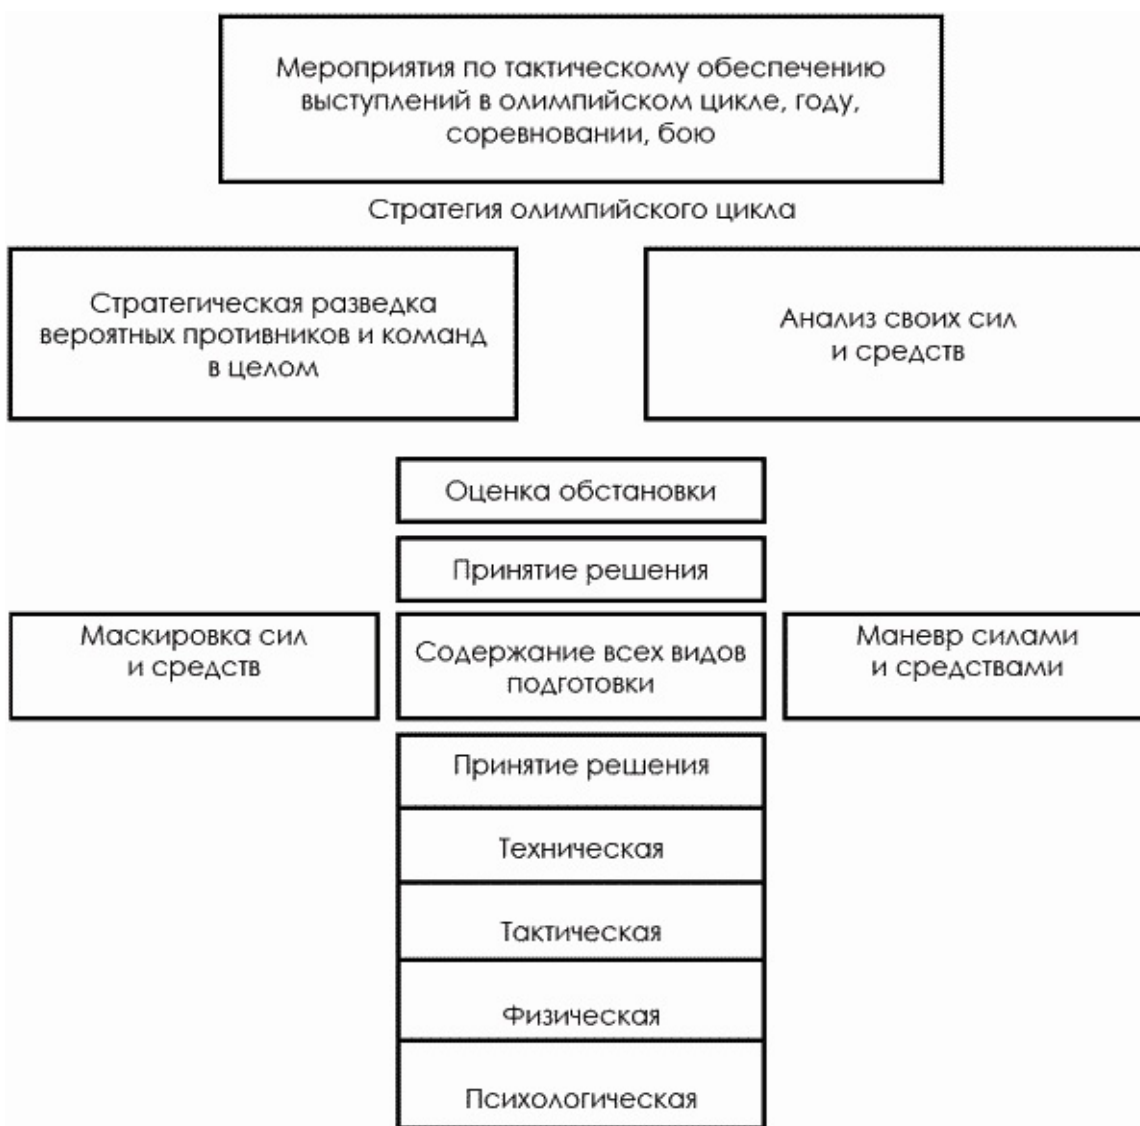 Мероприятия по тактическому обеспечению
выступлений в олимпийском цикле, году,
соревновании, бою
Стратегия олимпийского цикла
Стратегическая разведка
вероятных противников и команд
в целом
Анализ своих сил
и средств
Оценка обстановки
Принятие решения
Маскировка сил
и средств
Содержание всех видов
подготовки
Маневр силами
и средствами
Принятие решения
Техническая
Тактическая
Физическая
Психологическая